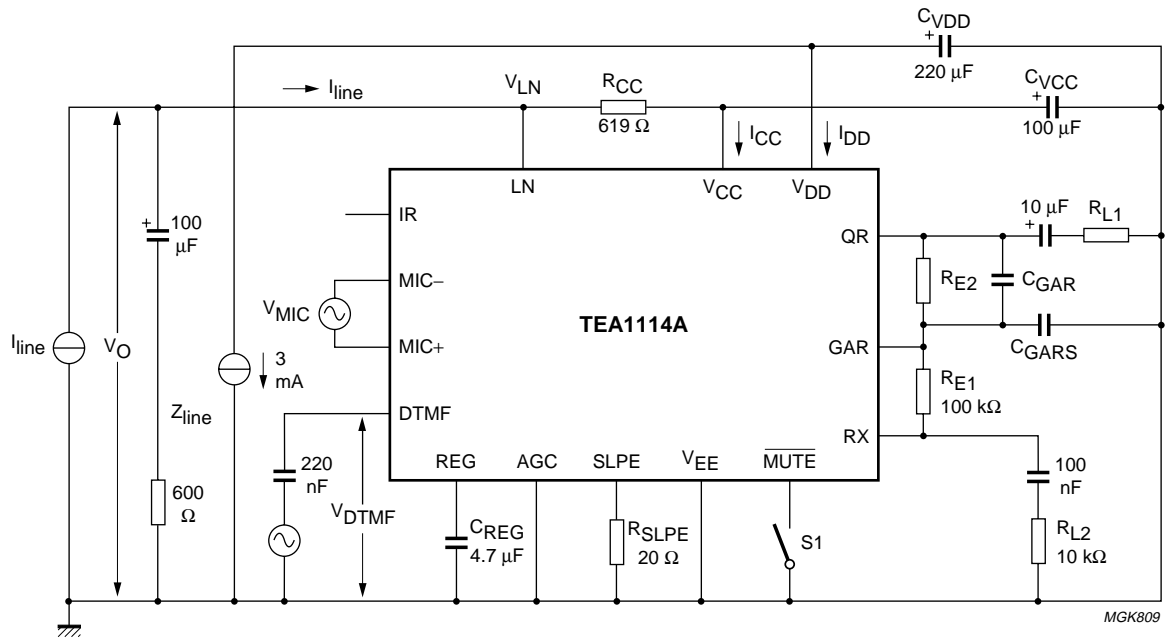 CVDD
+
220 μF
Iline
VLN
RCC
619 Ω
CVCC
+
100 μF
ICC
IDD
LN
VCC
VDD
IR
+ 100
μF
10 μF
+
RL1
QR
MIC−
RE2
CGAR
VMIC
TEA1114A
Iline
VO
MIC+
GAR
CGARS
3
mA
RE1
100 kΩ
Zline
DTMF
RX
REG
AGC
SLPE
VEE
MUTE
220
nF
100
nF
VDTMF
600
Ω
CREG
4.7 μF
RSLPE
20 Ω
S1
RL2
10 kΩ
MGK809